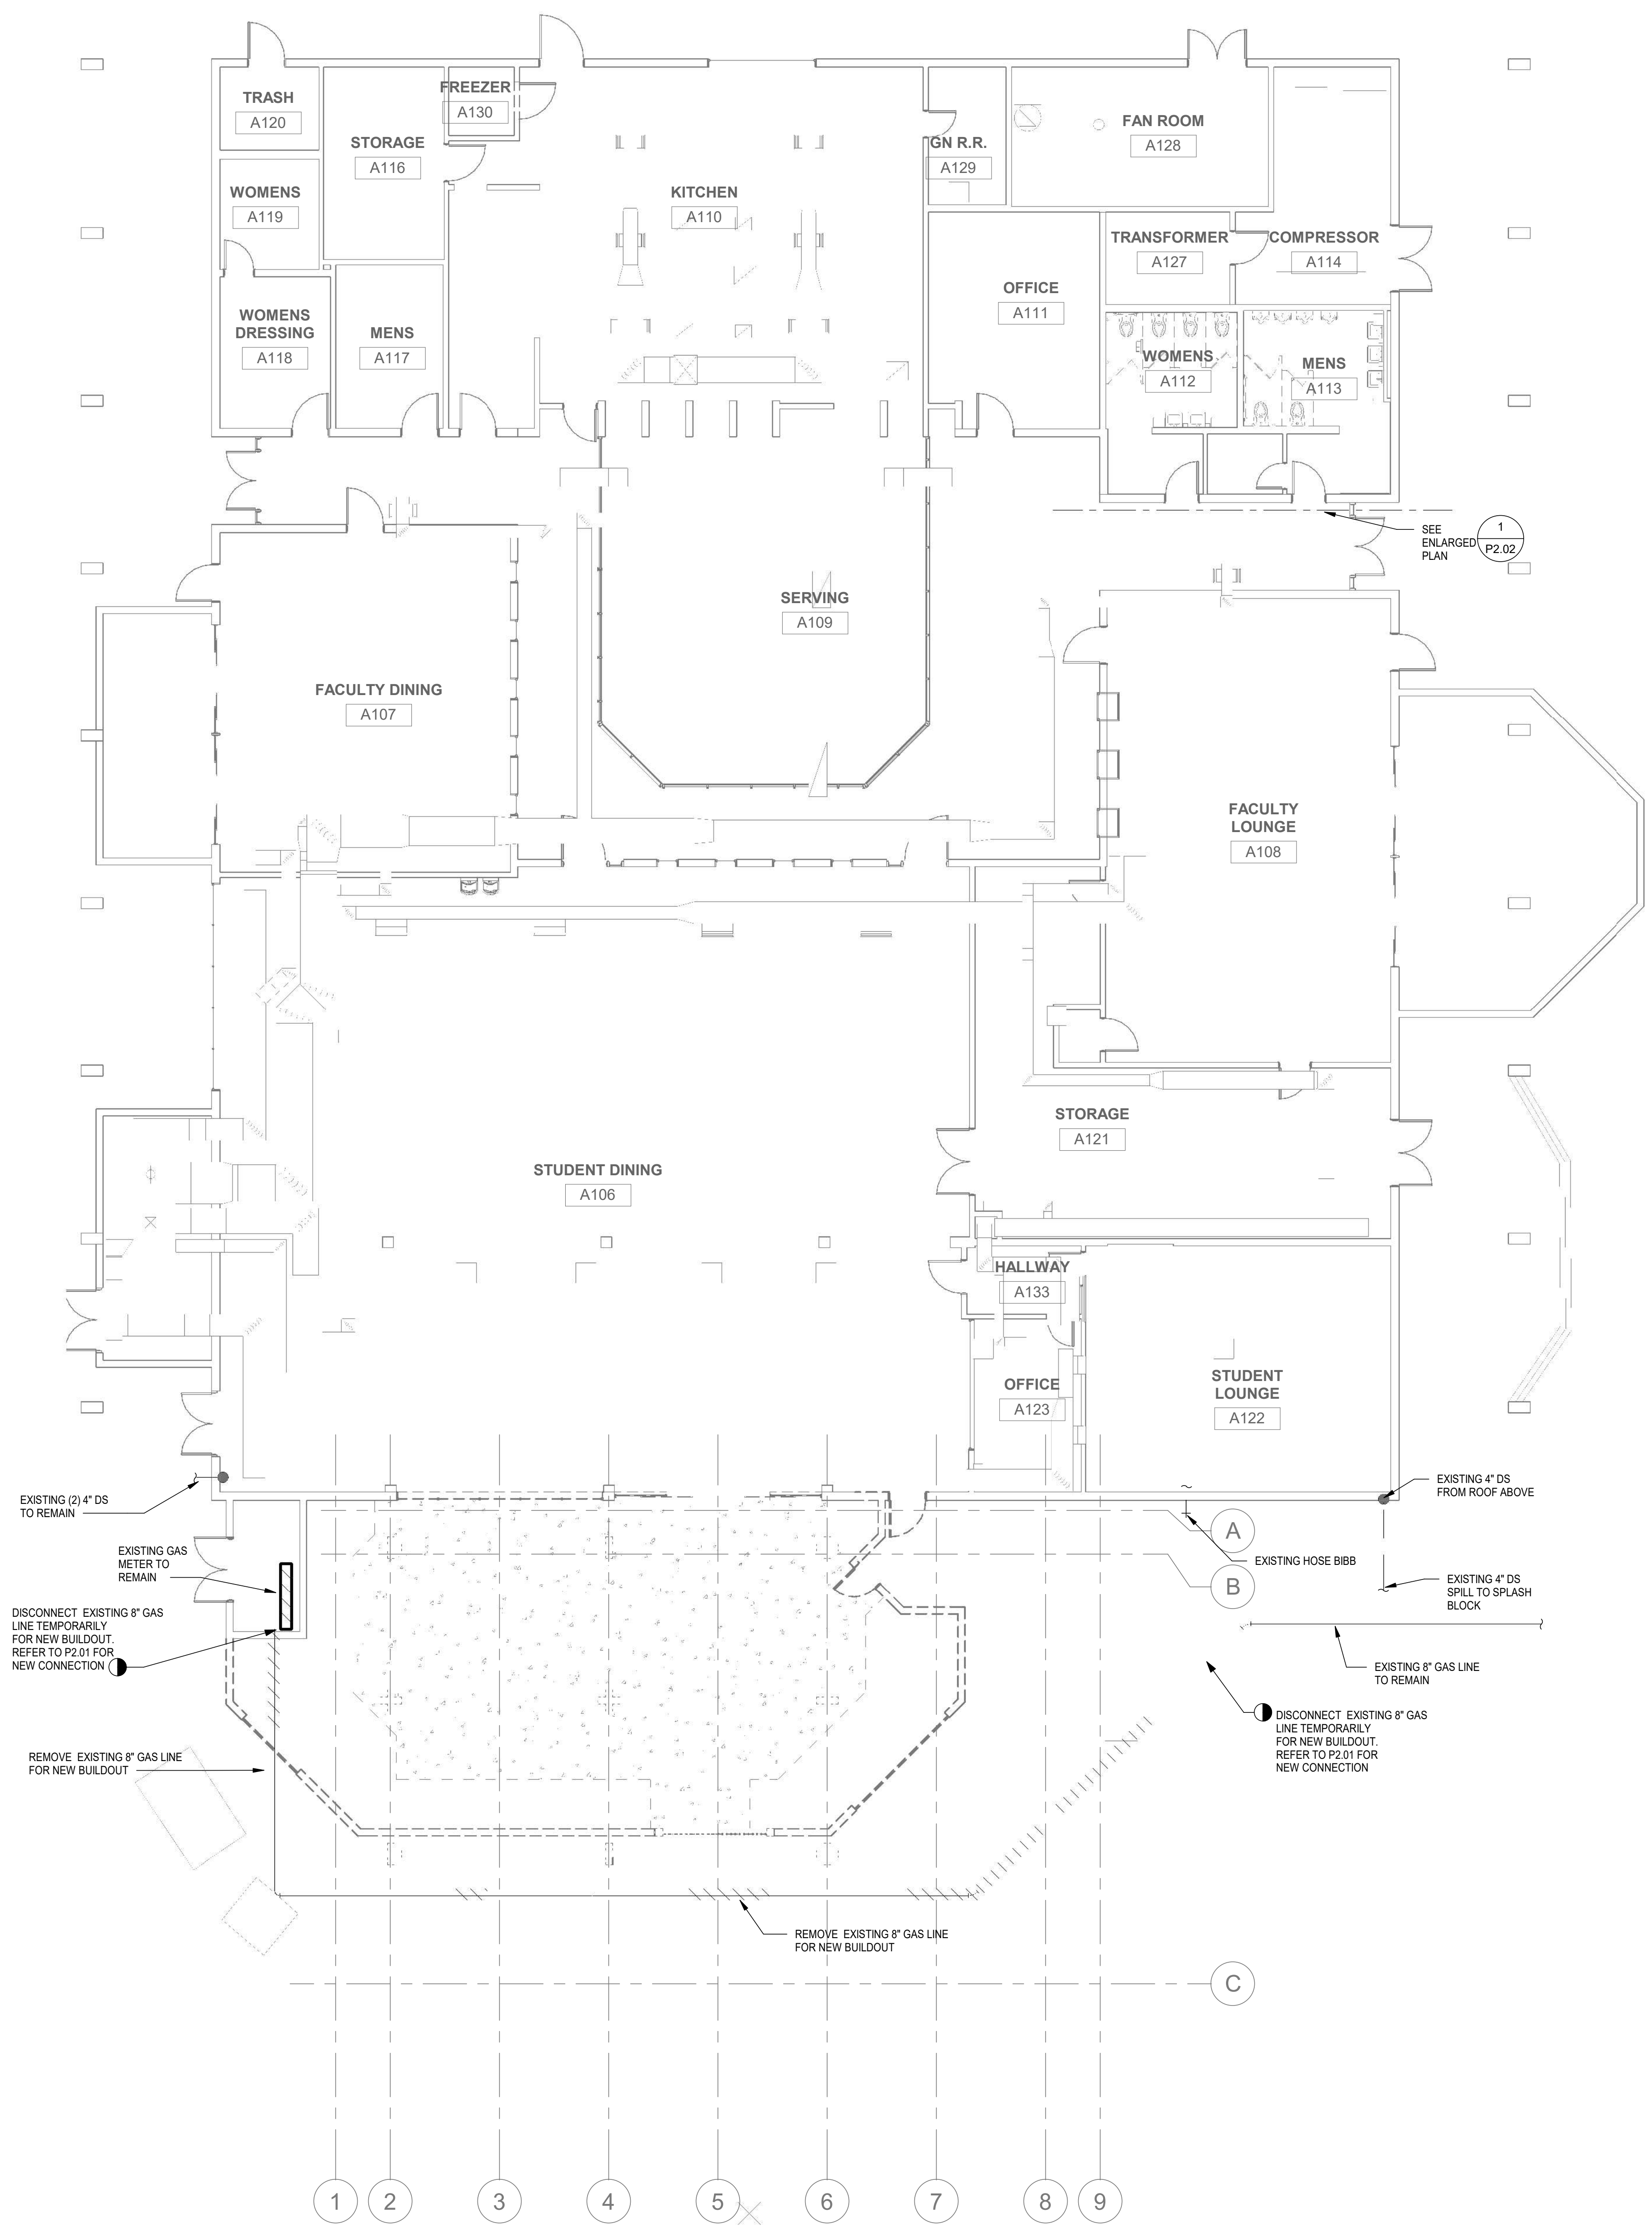 FREEZER
A130
TRASH
A120
STORAGE
A116
GN R.R.
A129
FAN ROOM
A128
WOMENS
A119
KITCHEN
A110
TRANSFORMER
A127
COMPRESSOR
A114
OFFICE
A111
WOMENS
DRESSING
A118
MENS
A117
WOMENS
A112
MENS
A113
SEE
ENLARGED
PLAN
1
P2.02
SERVING
A109
FACULTY DINING
A107
FACULTY
LOUNGE
A108
STORAGE
A121
STUDENT DINING
A106
HALLWAY
A133
OFFICE
A123
STUDENT
LOUNGE
A122
EXISTING (2) 4" DS
TO REMAIN
EXISTING 4" DS
FROM ROOF ABOVE
A
EXISTING GAS
METER TO
REMAIN
EXISTING HOSE BIBB
B
EXISTING 4" DS
SPILL TO SPLASH
BLOCK
DISCONNECT EXISTING 8" GAS
LINE TEMPORARILY
FOR NEW BUILDOUT.
REFER TO P2.01 FOR
NEW CONNECTION
EXISTING 8" GAS LINE
TO REMAIN
DISCONNECT EXISTING 8" GAS
LINE TEMPORARILY
FOR NEW BUILDOUT.
REFER TO P2.01 FOR
NEW CONNECTION
REMOVE EXISTING 8" GAS LINE
FOR NEW BUILDOUT
REMOVE EXISTING 8" GAS LINE
FOR NEW BUILDOUT
C
1 2 3 4 5 6 7 8 9